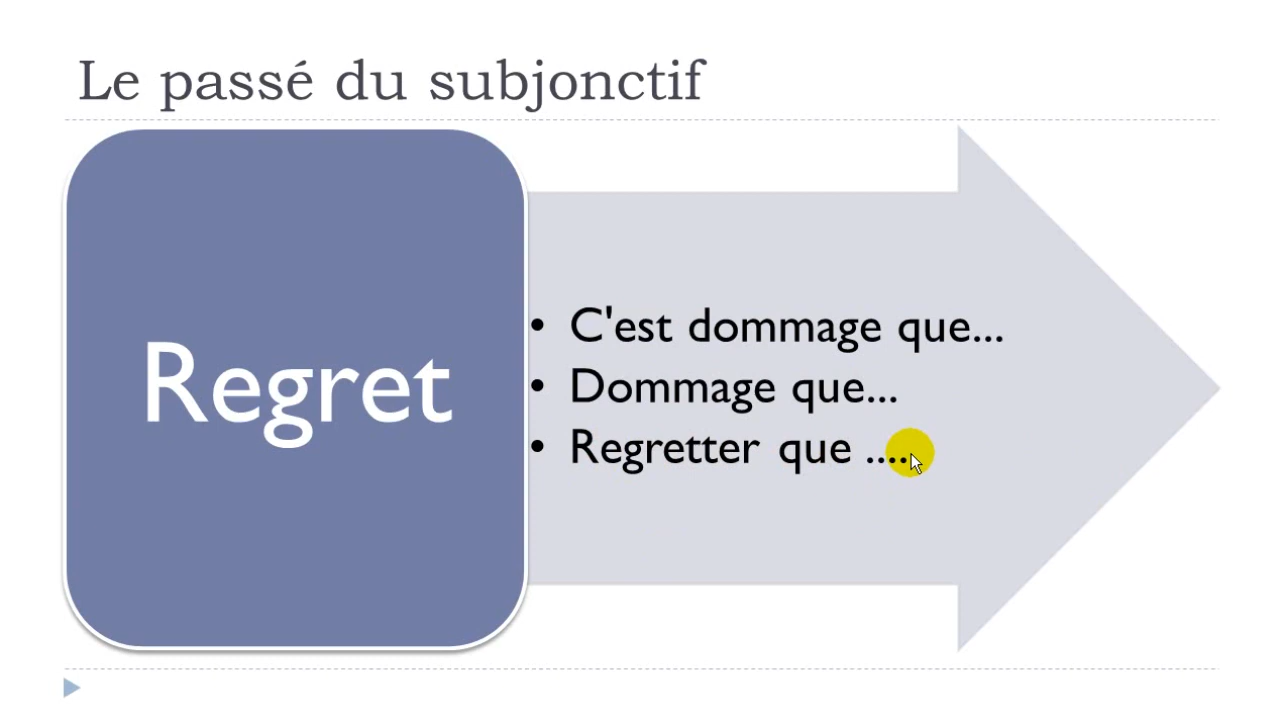 Le passé du subjonctif
Regret
• C'est dommage que...
• Dommage que...
• Regretter que ....